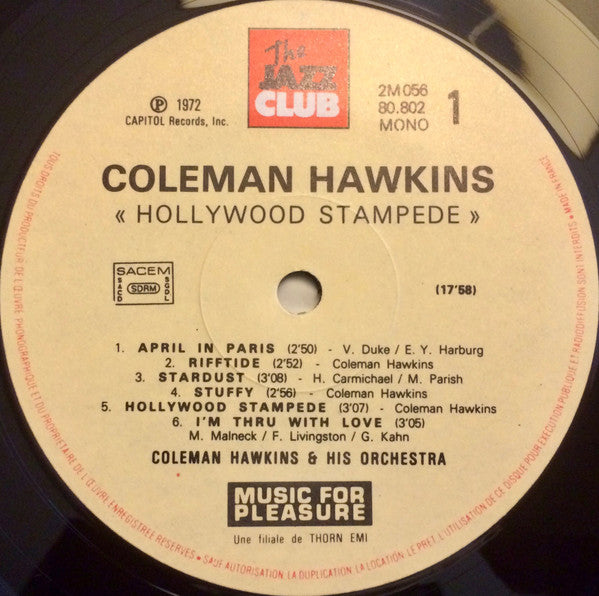 The
JAZZ
CLUB
℗ 1972
CAPITOL Records, Inc.
2M056
80.802
MONO
1
COLEMAN HAWKINS
« HOLLYWOOD STAMPEDE »
SACEM
SACD
SDRM
SGDL
(17'58)
1. APRIL IN PARIS (2'50) - V. Duke / E. Y. Harburg
2. RIFFTIDE (2'52) - Coleman Hawkins
3. STARDUST (3'08) - H. Carmichael / M. Parish
4. STUFFY (2'56) - Coleman Hawkins
5. HOLLYWOOD STAMPEDE (3'07) - Coleman Hawkins
6. I'M THRU WITH LOVE (3'05)
M. Malneck / F. Livingston / G. Kahn
COLEMAN HAWKINS & HIS ORCHESTRA
MUSIC FOR
PLEASURE
Une filiale de THORN EMI
TOUS DROITS DU PRODUCTEUR DE L'ŒUVRE PHONOGRAPHIQUE ET DU PROPRIETAIRE DE L'ŒUVRE ENREGISTREE RESERVES • SAUF AUTORISATION LA DUPLICATION LA LOCATION LE PRET L'UTILISATION DE CE DISQUE POUR EXECUTION PUBLIQUE ET RADIODIFFUSION SONT INTERDITS • MADE IN FRANCE